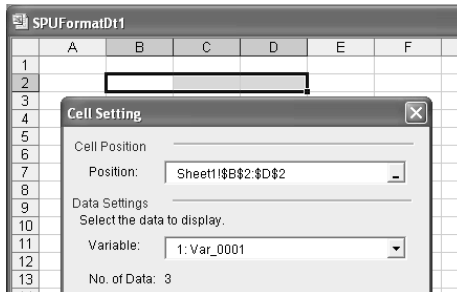 SPUFormatDt1
A B C D E F
1
2
3
4
Cell Setting
5
6
Cell Position
7
Position: Sheet1!$B$2:$D$2
8
9
Data Settings
10
Select the data to display.
11
Variable: 1: Var_0001
12
13
No. of Data: 3